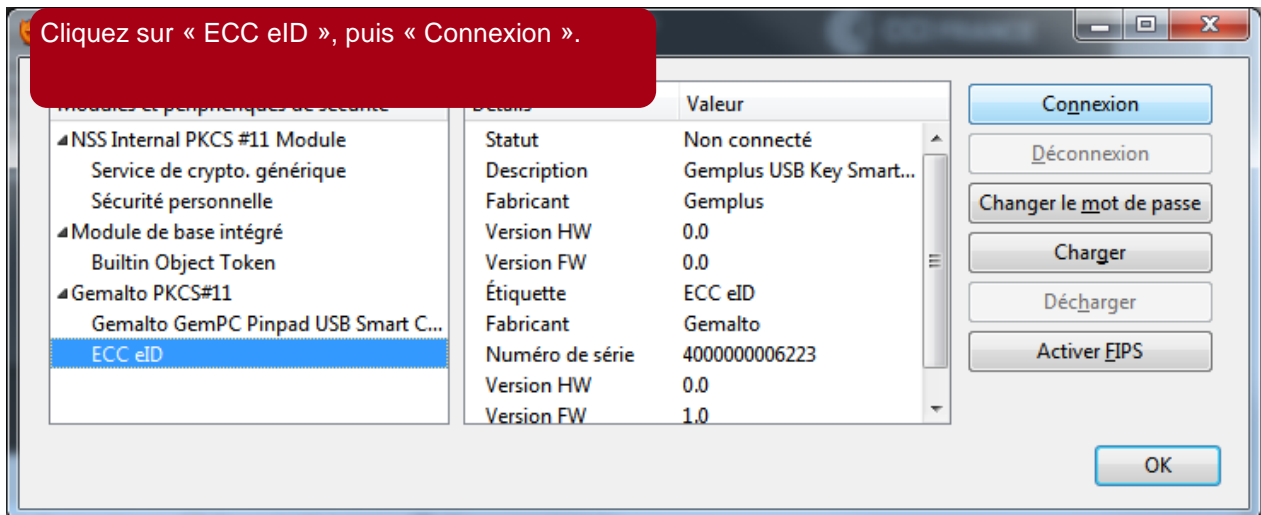 Cliquez sur « ECC eID », puis « Connexion ».
Valeur
NSS Internal PKCS #11 Module
Service de crypto. générique
Sécurité personnelle
Module de base intégré
Builtin Object Token
Gemalto PKCS#11
Gemalto GemPC Pinpad USB Smart C...
ECC eID
Statut Non connecté
Description Gemplus USB Key Smart...
Fabricant Gemplus
Version HW 0.0
Version FW 0.0
Étiquette ECC eID
Fabricant Gemalto
Numéro de série 4000000006223
Version HW 0.0
Version FW 1.0
Connexion
Déconnexion
Changer le mot de passe
Charger
Décharger
Activer FIPS
OK